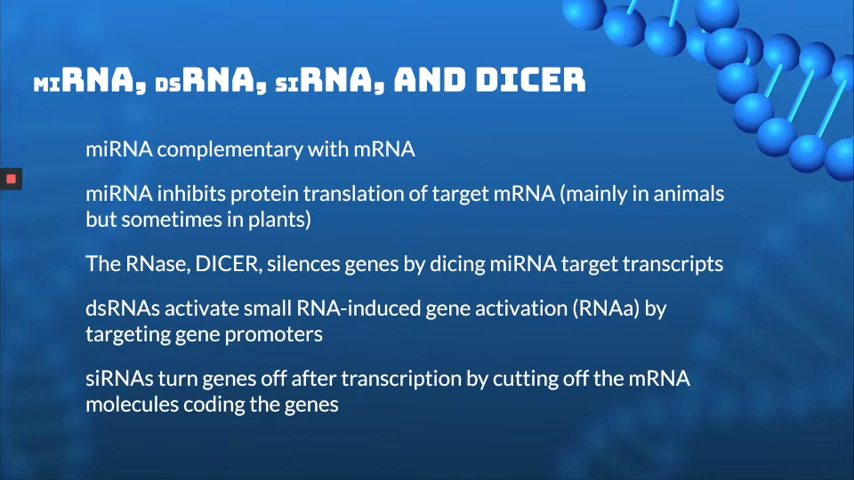 miRNA, dsRNA, siRNA, AND DICER
miRNA complementary with mRNA
miRNA inhibits protein translation of target mRNA (mainly in animals
but sometimes in plants)
The RNase, DICER, silences genes by dicing miRNA target transcripts
dsRNAs activate small RNA-induced gene activation (RNAa) by
targeting gene promoters
siRNAs turn genes off after transcription by cutting off the mRNA
molecules coding the genes